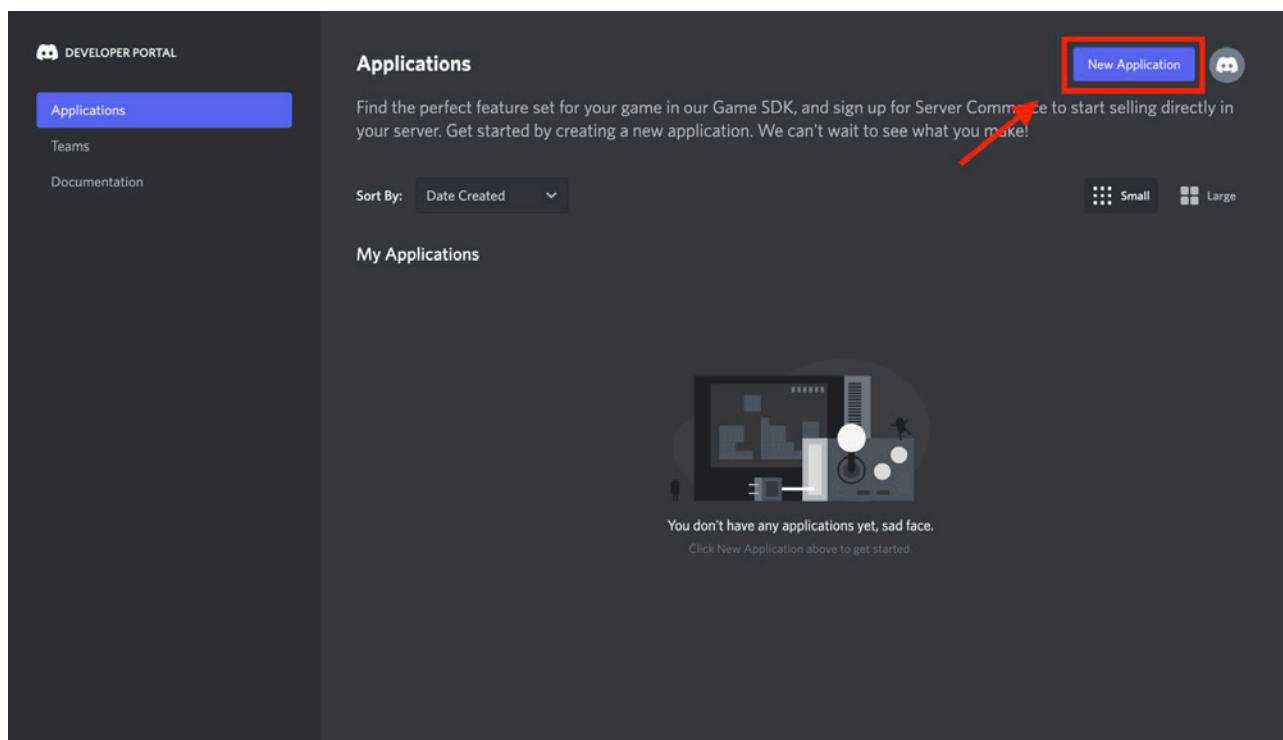 DEVELOPER PORTAL
Applications
Teams
Documentation
Applications
New Application
Find the perfect feature set for your game in our Game SDK, and sign up for Server Commerce to start selling directly in
your server. Get started by creating a new application. We can't wait to see what you make!
Sort By: Date Created
Small Large
My Applications
You don't have any applications yet, sad face.
Click New Application above to get started.